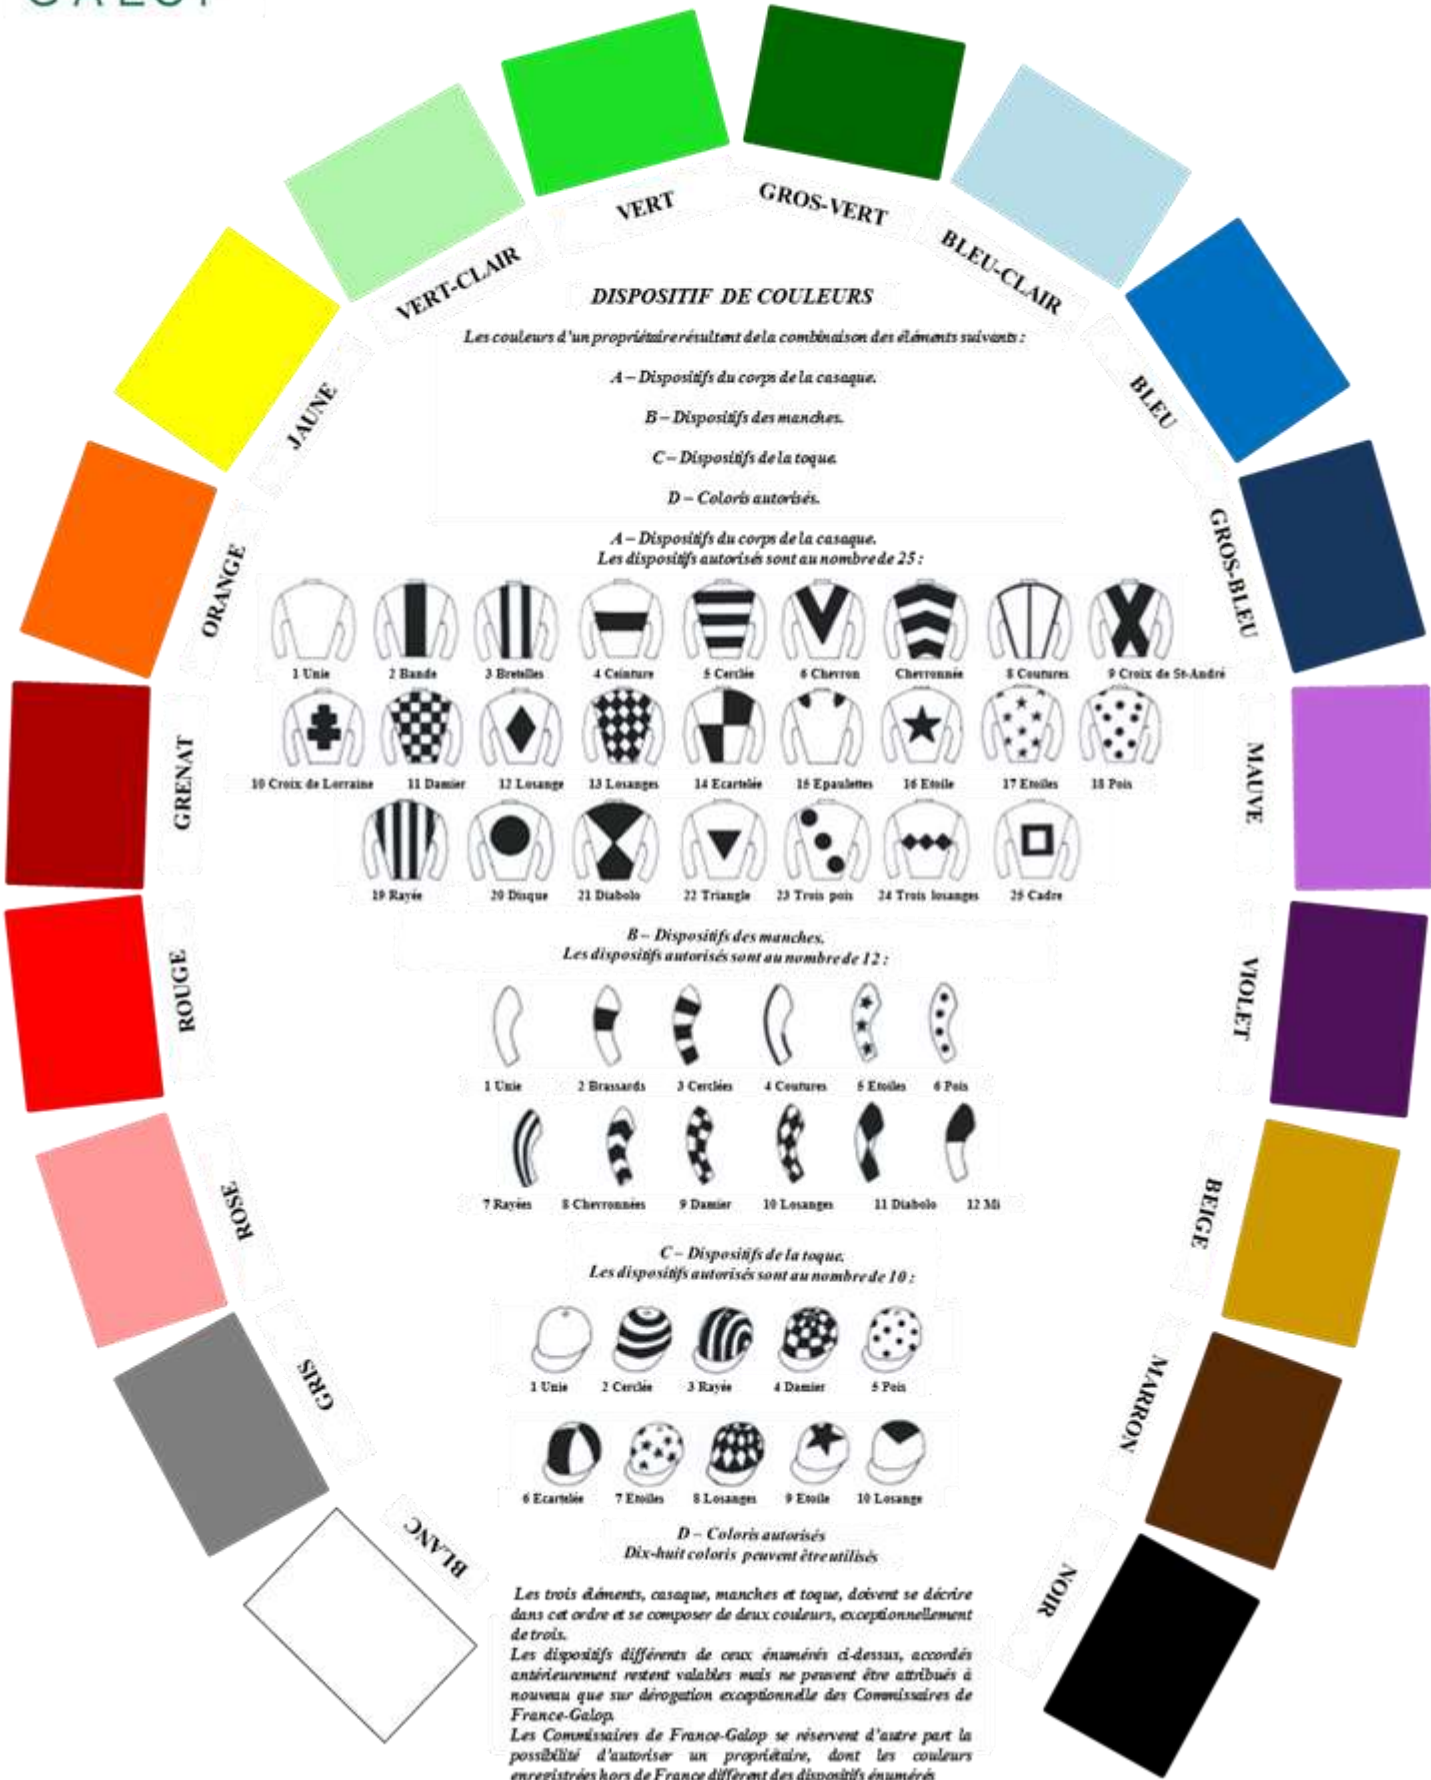 GALOP
VERT
GROS-VERT
VERT-CLAIR
BLEU-CLAIR
JAUNE
BLEU
ORANGE
GROS-BLEU
GRENAT
MAUVE
ROUGE
VIOLET
ROSE
BEIGE
GRIS
MARRON
BLANC
NOIR
DISPOSITIF DE COULEURS
Les couleurs d'un propriétaire résultent de la combinaison des éléments suivants :
A – Dispositifs du corps de la casaque.
B – Dispositifs des manches.
C – Dispositifs de la toque.
D – Coloris autorisés.
A – Dispositifs du corps de la casaque.
Les dispositifs autorisés sont au nombre de 25 :
1 Unie 2 Bande 3 Bretelles 4 Ceinture 5 Cerclée 6 Chevron Chevronnée 8 Coutures 9 Croix de St-André
10 Croix de Lorraine 11 Damier 12 Losange 13 Losanges 14 Ecartelée 15 Epaulettes 16 Etoile 17 Etoiles 18 Pois
19 Rayée 20 Disque 21 Diabolo 22 Triangle 23 Trois pois 24 Trois losanges 25 Cadre
B – Dispositifs des manches.
Les dispositifs autorisés sont au nombre de 12 :
1 Unie 2 Brassards 3 Cerclées 4 Coutures 5 Etoiles 6 Pois
7 Rayées 8 Chevronnées 9 Damier 10 Losanges 11 Diabolo 12 Mi
C – Dispositifs de la toque.
Les dispositifs autorisés sont au nombre de 10 :
1 Unie 2 Cerclée 3 Rayée 4 Damier 5 Pois
6 Ecartelée 7 Etoiles 8 Losanges 9 Etoile 10 Losange
D – Coloris autorisés
Dix-huit coloris peuvent être utilisés
Les trois éléments, casaque, manches et toque, doivent se décrire
dans cet ordre et se composer de deux couleurs, exceptionnellement
de trois.
Les dispositifs différents de ceux énumérés ci-dessus, accordés
antérieurement restent valables mais ne peuvent être attribués à
nouveau que sur dérogation exceptionnelle des Commissaires de
France-Galop.
Les Commissaires de France-Galop se réservent d'autre part la
possibilité d'autoriser un propriétaire, dont les couleurs
enregistrées hors de France diffèrent des dispositifs énumérés